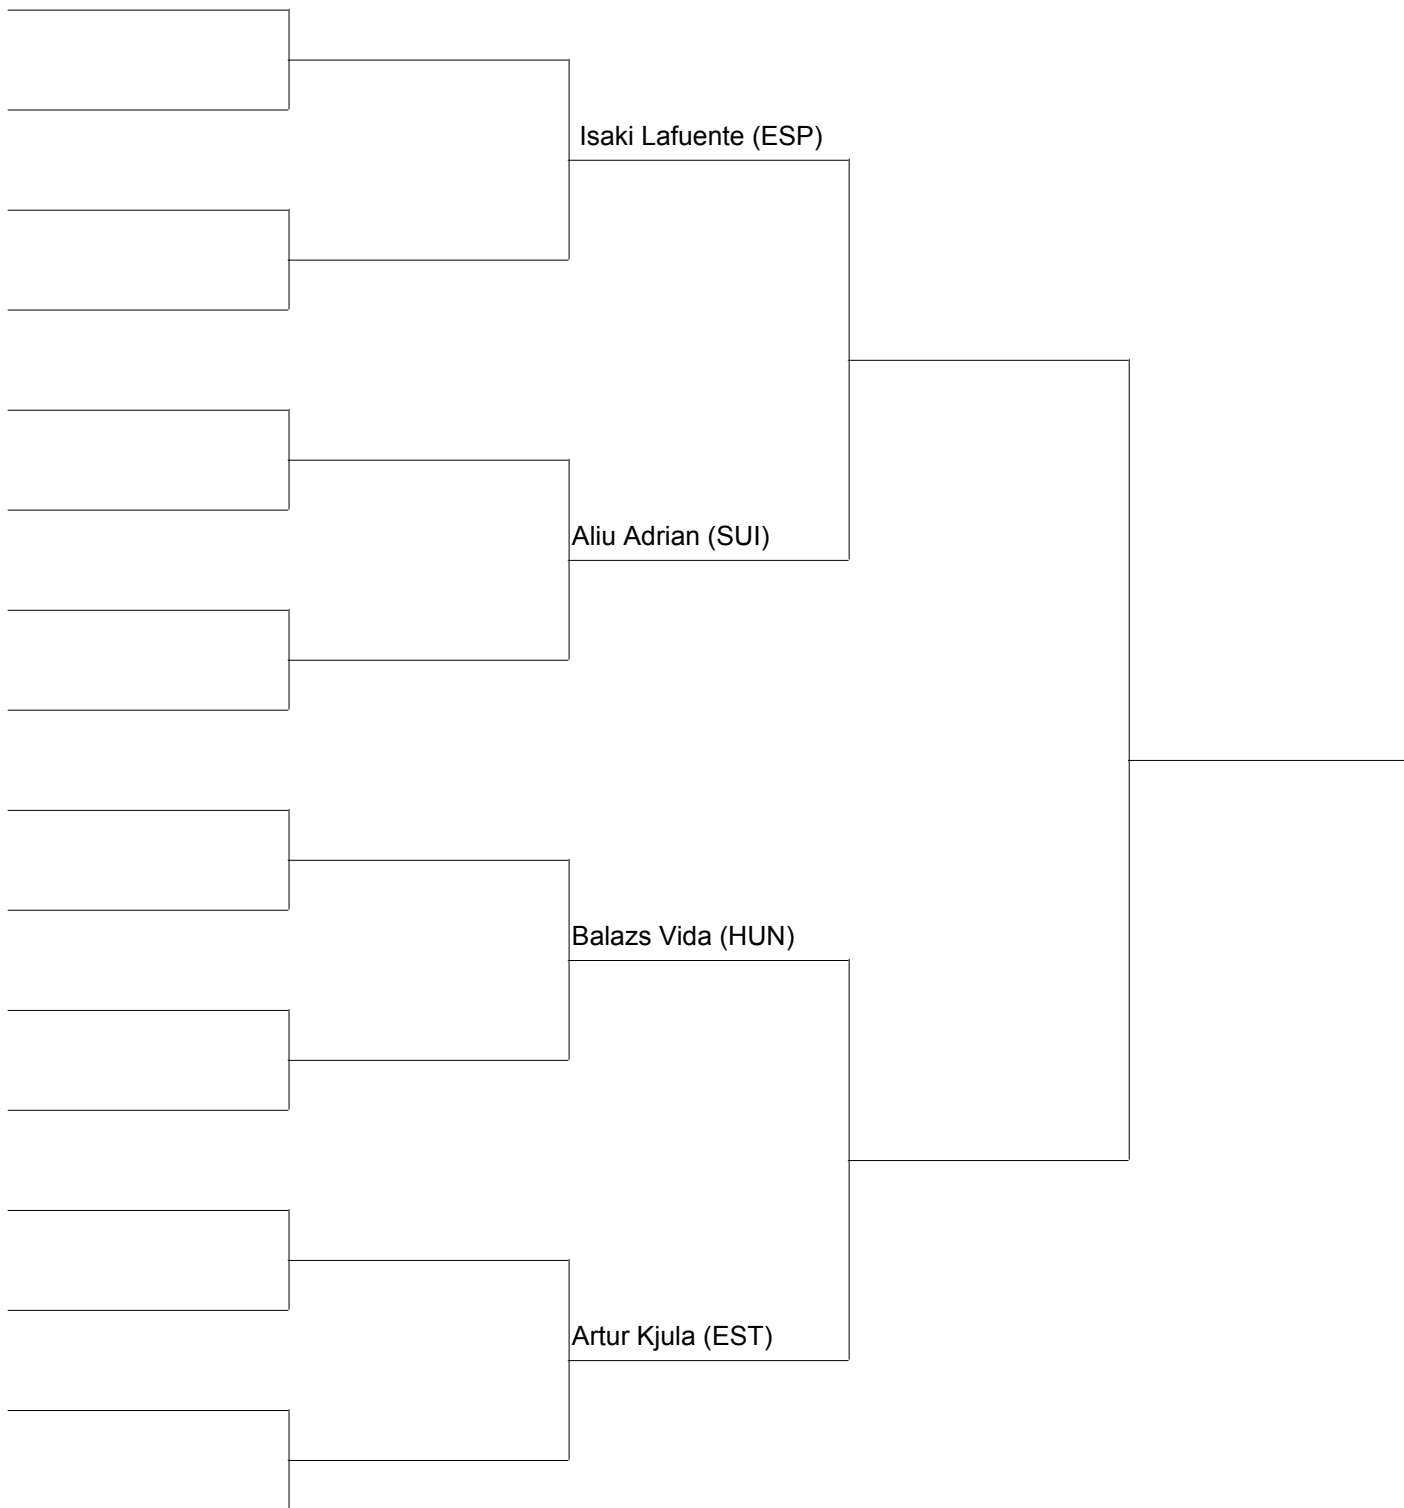 Isaki Lafuente (ESP)
Aliu Adrian (SUI)
Balazs Vida (HUN)
Artur Kjula (EST)